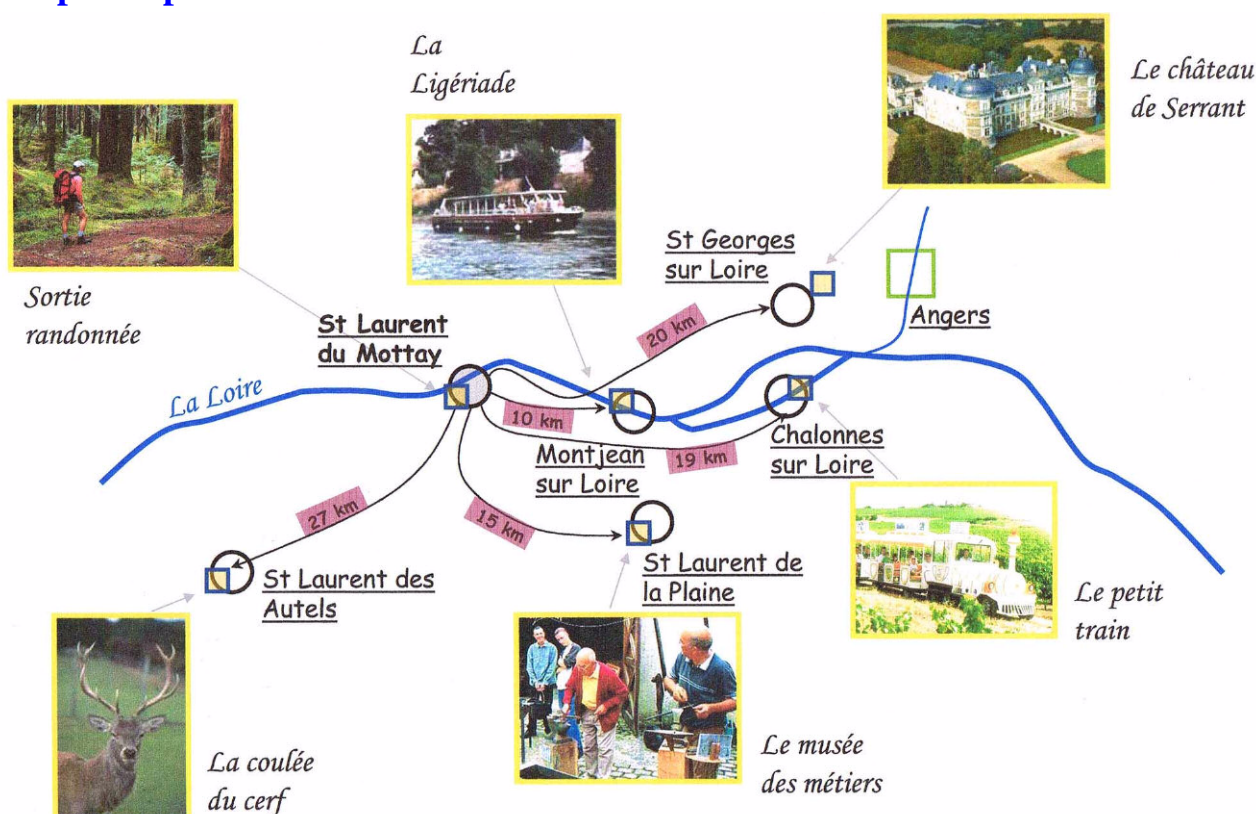 La
Ligériade
Le château
de Serrant
Sortie
randonnée
St Georges
sur Loire
Angers
St Laurent
du Mottay
20 km
La Loire
10 km
Montjean
sur Loire
19 km
Chalonnes
sur Loire
27 km
15 km
St Laurent des
Autels
St Laurent de
la Plaine
Le petit
train
La coulée
du cerf
Le musée
des métiers